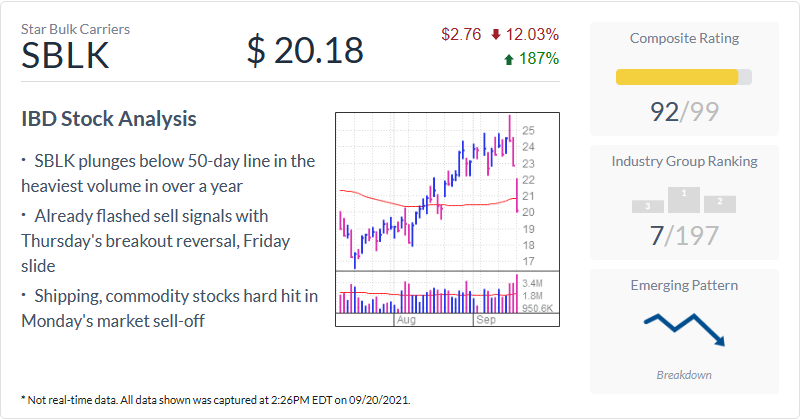 Star Bulk Carriers
SBLK
$ 20.18
$2.76 12.03%
187%
IBD Stock Analysis
· SBLK plunges below 50-day line in the
heaviest volume in over a year
· Already flashed sell signals with
Thursday's breakout reversal, Friday
slide
· Shipping, commodity stocks hard hit in
Monday's market sell-off
25
24
23
22
21
20
19
18
17
3.4M
1.8M
950.6K
Aug
Sep
Composite Rating
92/99
Industry Group Ranking
3
1
2
7/197
Emerging Pattern
Breakdown
* Not real-time data. All data shown was captured at 2:26PM EDT on 09/20/2021.